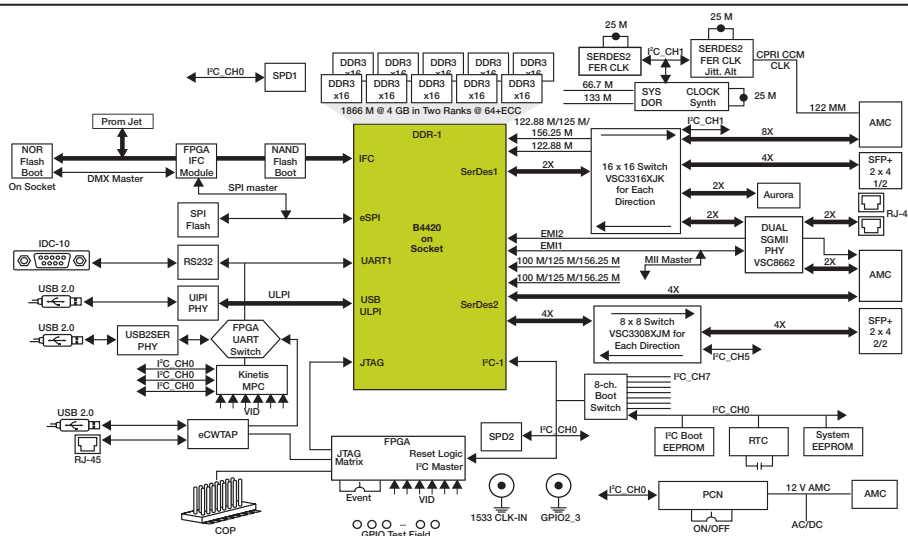 25 M
25 M
I²C_CH0
SPD1
DDR3
x16
DDR3
x16
DDR3
x16
DDR3
x16
DDR3
x16
DDR3
x16
DDR3
x16
DDR3
x16
DDR3
x16
DDR3
x16
1866 M @ 4 GB in Two Ranks @ 64+ECC
SERDES2
FER CLK
I²C_CH1
SERDES2
FER CLK
Jitt. Alt
CPRI CCM
CLK
66.7 M
133 M
SYS
DOR
CLOCK
Synth
25 M
122 MM
Prom Jet
NOR
Flash
Boot
On Socket
DMX Master
FPGA
IFC
Module
NAND
Flash
Boot
SPI master
SPI
Flash
IDC-10
RS232
USB 2.0
UIPI
PHY
ULPI
USB 2.0
USB2SER
PHY
FPGA
UART
Switch
I²C_CH0
I²C_CH0
I²C_CH0
Kinetis
MPC
VID
USB 2.0
RJ-45
eCWTAP
DDR-1
IFC
SerDes1
eSPI
B4420
on
Socket
UART1
USB
ULPI
SerDes2
JTAG
I²C-1
122.88 M/125 M/
156.25 M
122.88 M
2X
16 x 16 Switch
VSC3316XJK
for Each
Direction
I²C_CH1
8X
AMC
4X
SFP+
2 x 4
1/2
2X
Aurora
2X
2X
RJ-4
EMI2
EMI1
MII Master
DUAL
SGMII
PHY
VSC8662
2X
AMC
100 M/125 M/156.25 M
100 M/125 M/156.25 M
4X
4X
8 x 8 Switch
VSC3308XJM for
Each Direction
4X
SFP+
2 x 4
2/2
I²C_CH5
8-ch.
Boot
Switch
I²C_CH7
I²C_CH0
I²C Boot
EEPROM
RTC
System
EEPROM
FPGA
JTAG
Matrix
Reset Logic
I²C Master
Event
VID
SPD2
I²C_CH0
COP
GPIO Test Field
1533 CLK-IN
GPIO2_3
I²C_CH0
PCN
ON/OFF
12 V AMC
AC/DC
AMC